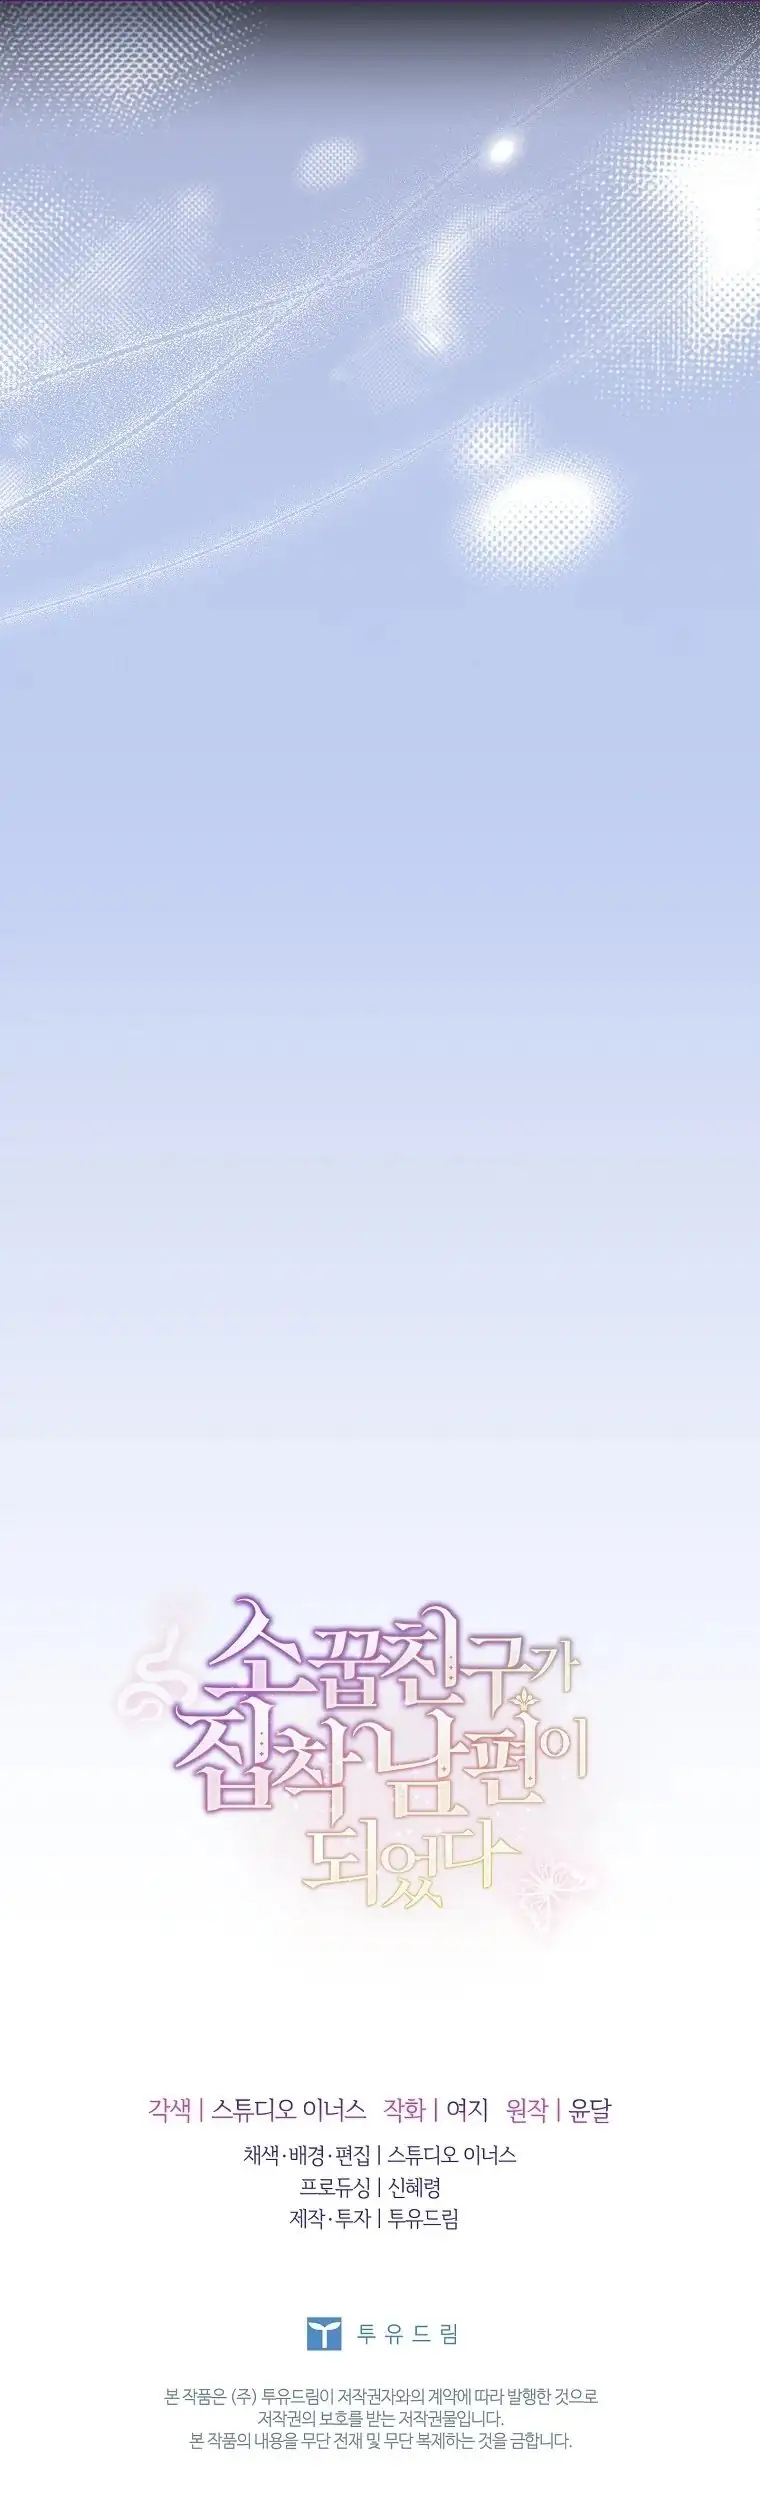 소꿉친구가
집착 남편이
되었다
각색 | 스튜디오 이너스 작화 | 여지 원작 | 윤달
채색·배경·편집 | 스튜디오 이너스
프로듀싱 | 신혜령
제작·투자 | 투유드림
투유드림
본 작품은 (주) 투유드림이 저작권자와의 계약에 따라 발행한 것으로
저작권의 보호를 받는 저작권물입니다.
본 작품의 내용을 무단 전재 및 무단 복제하는 것을 금합니다.